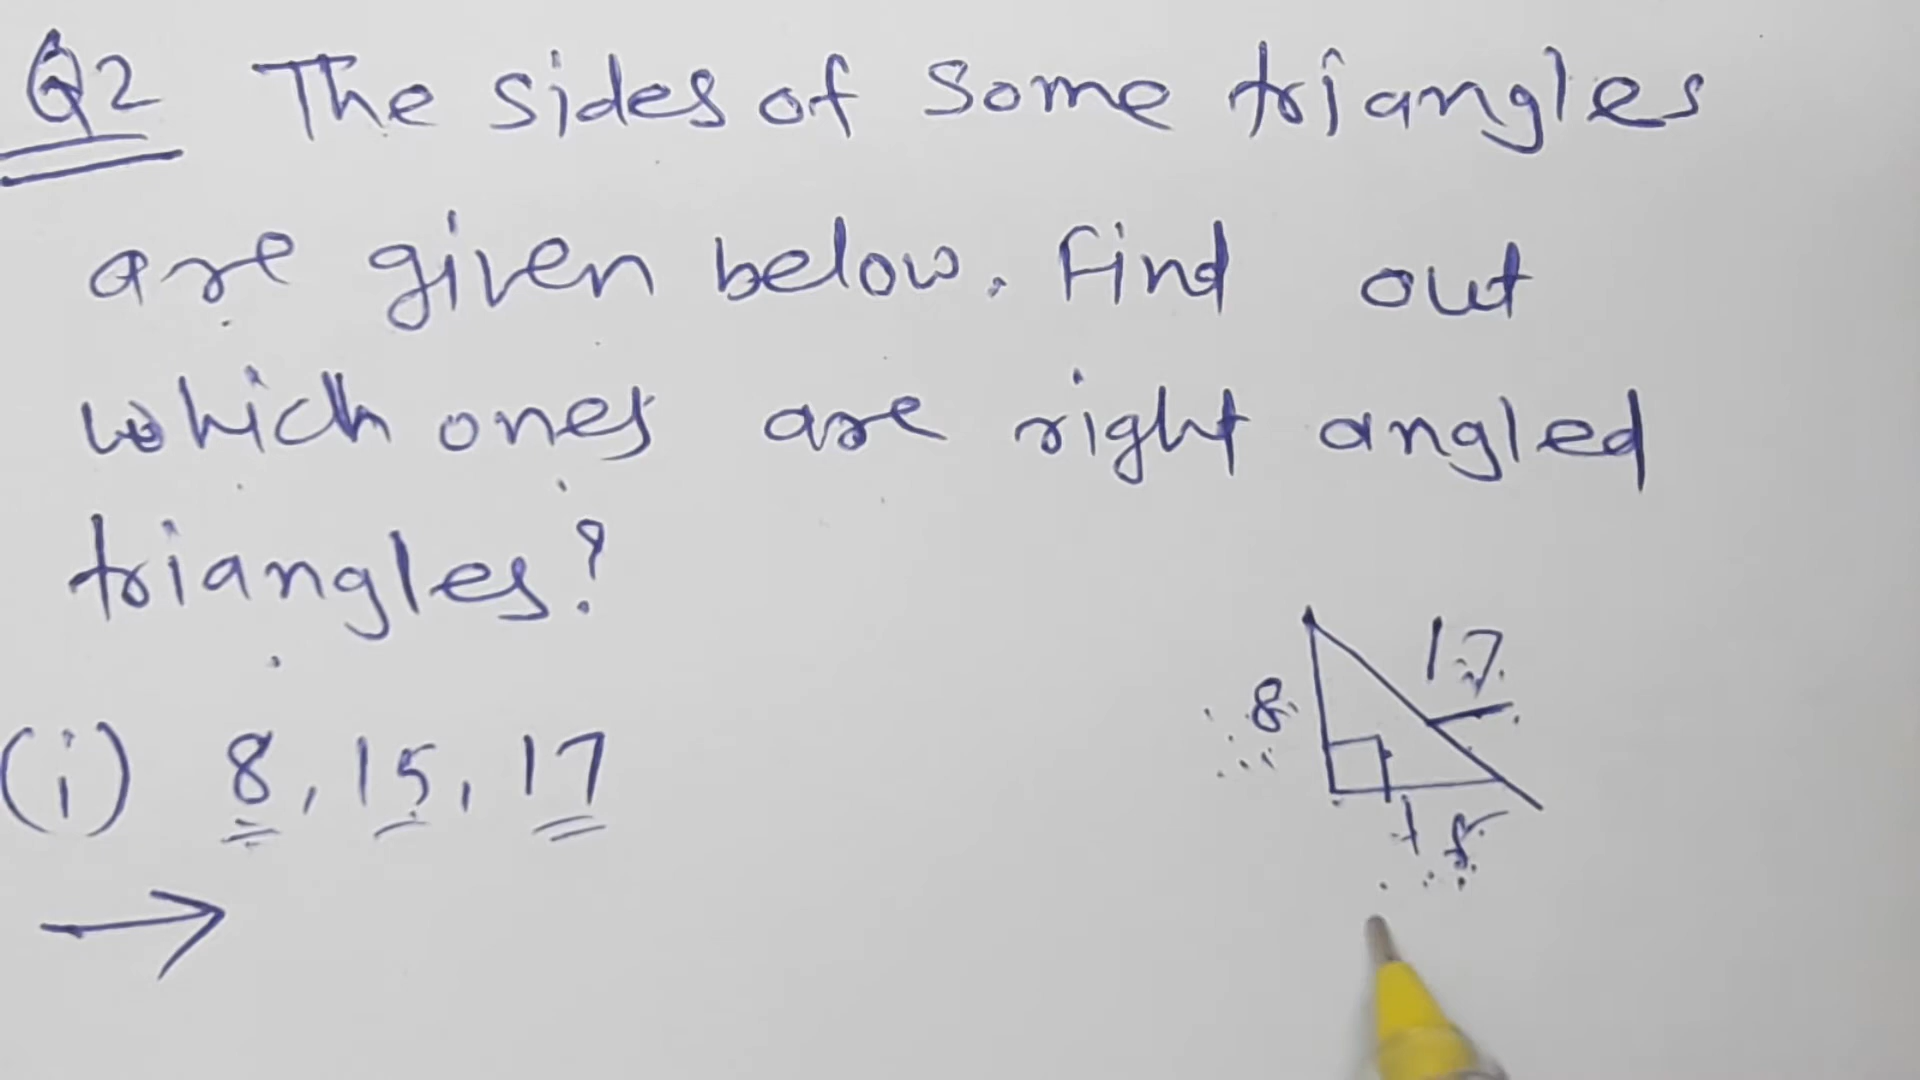 Q2 The sides of some triangles
are given below. Find out
which ones are right angled
triangles?
(i) 8, 15, 17
17
8
15